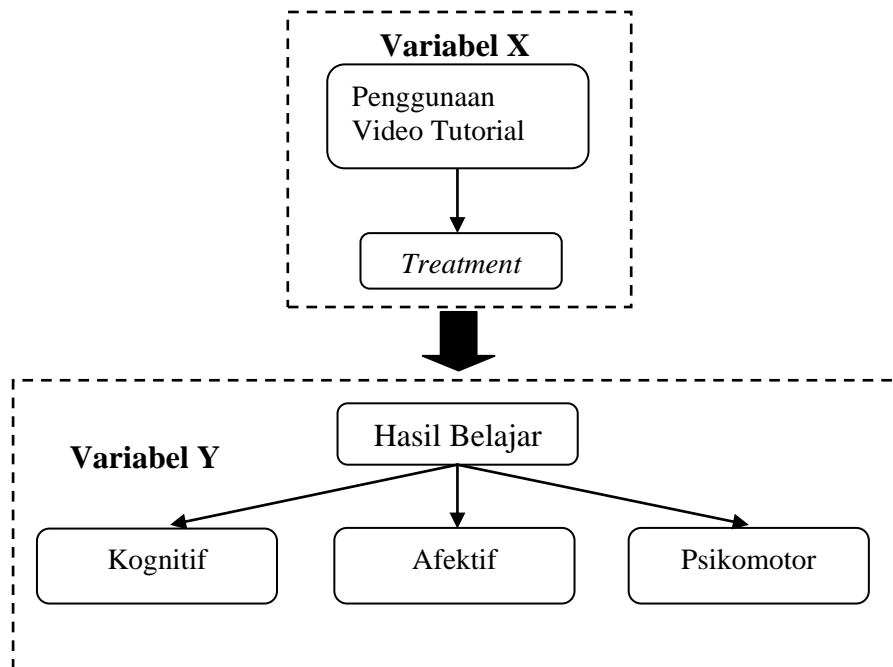 Variabel X
Penggunaan
Video Tutorial
Treatment
Hasil Belajar
Variabel Y
Kognitif
Afektif
Psikomotor